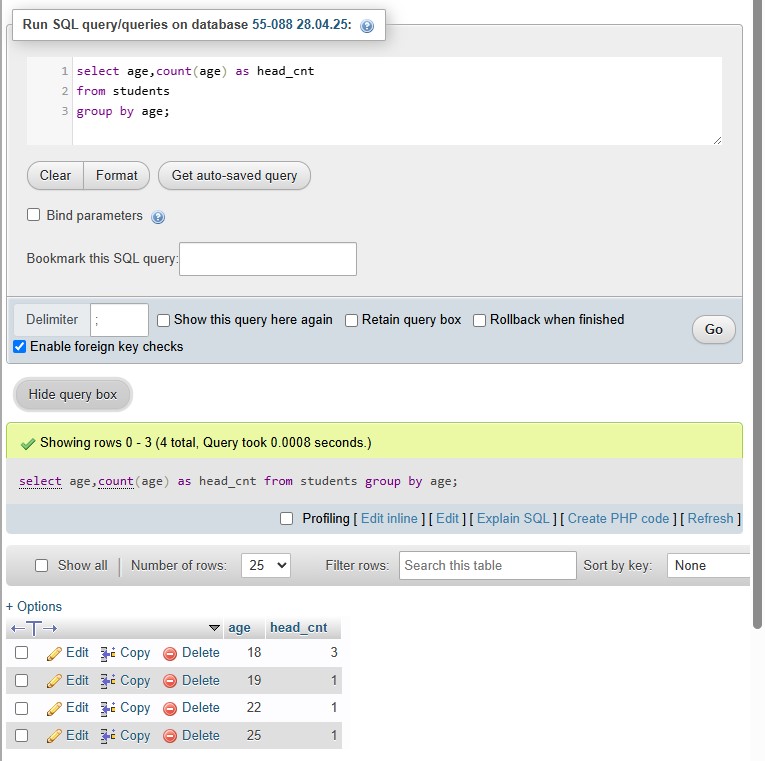 Run SQL query/queries on database 55-088 28.04.25:
1 select age,count(age) as head_cnt
2 from students
3 group by age;
Clear Format Get auto-saved query
Bind parameters
Bookmark this SQL query:
Delimiter ; Show this query here again Retain query box Rollback when finished
Go
Enable foreign key checks
Hide query box
Showing rows 0 - 3 (4 total, Query took 0.0008 seconds.)
select age,count(age) as head_cnt from students group by age;
Profiling [ Edit inline ] [ Edit ] [ Explain SQL ] [ Create PHP code ] [ Refresh ]
Show all Number of rows: 25 Filter rows: Search this table Sort by key: None
+ Options
age head_cnt
Edit Copy Delete 18 3
Edit Copy Delete 19 1
Edit Copy Delete 22 1
Edit Copy Delete 25 1